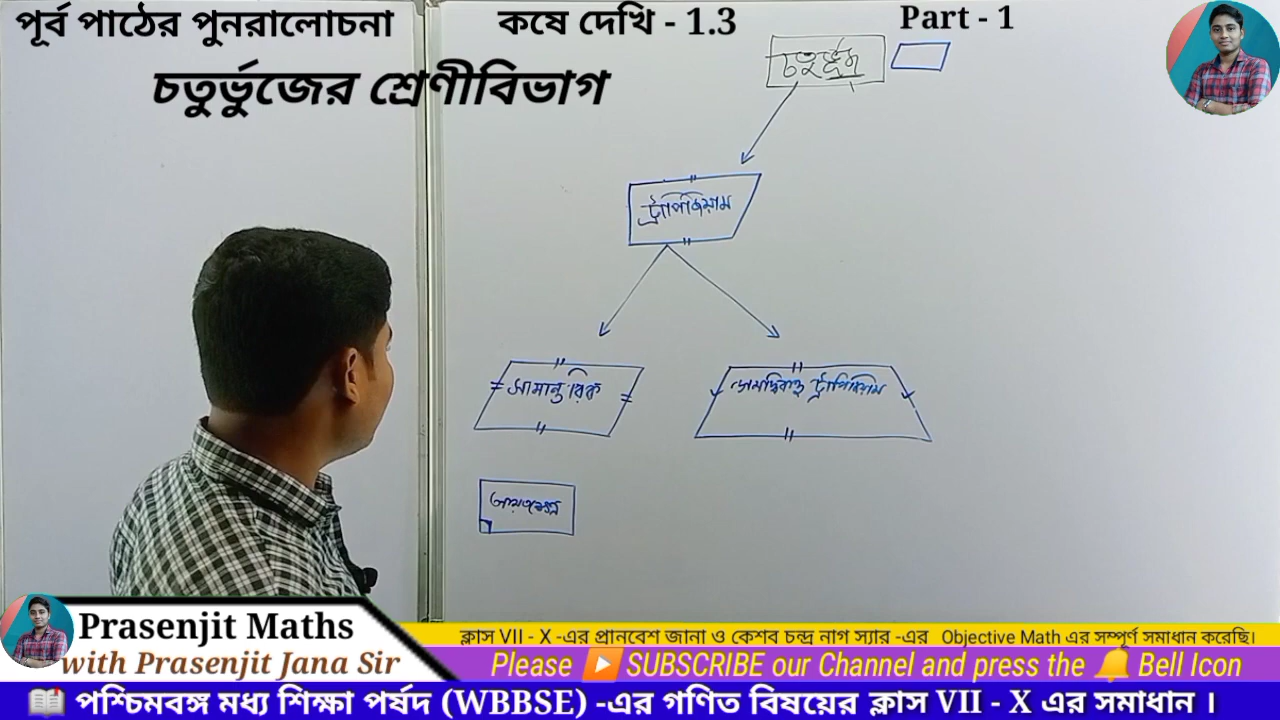 পূর্ব পাঠের পুনরালোচনা
কষে দেখি - 1.3
Part - 1
চতুর্ভুজের শ্রেণীবিভাগ
চতুর্ভুজ
ট্রাপিজিয়াম
সামান্তরিক
সমদ্বিবাহু ট্রাপিজিয়াম
আয়তক্ষেত্র
Prasenjit Maths
with Prasenjit Jana Sir
ক্লাস VII - X -এর প্রানবেশ জানা ও কেশব চন্দ্র নাগ স্যার -এর Objective Math এর সম্পূর্ণ সমাধান করেছি।
Please SUBSCRIBE our Channel and press the Bell Icon
পশ্চিমবঙ্গ মধ্য শিক্ষা পর্ষদ (WBBSE) -এর গণিত বিষয়ের ক্লাস VII - X এর সমাধান ।